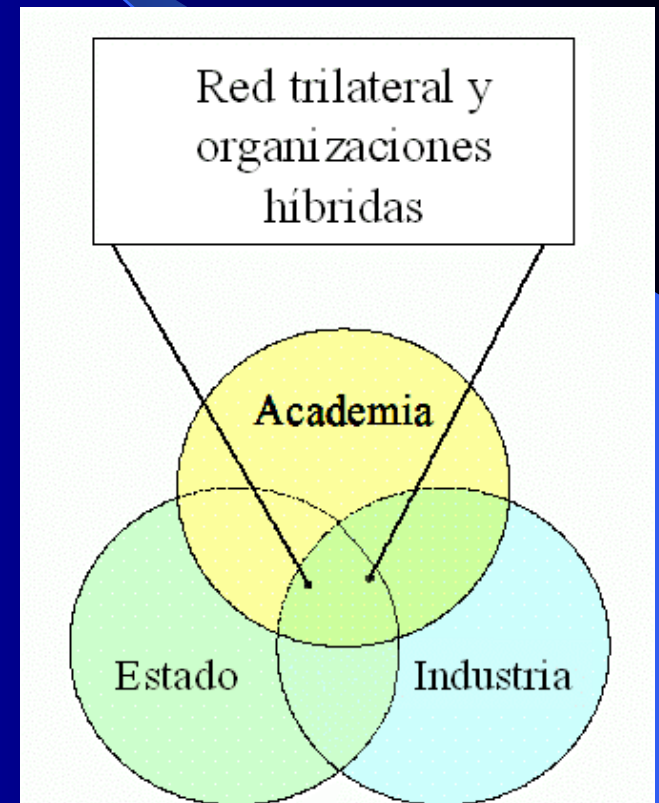 Red trilateral y
organizaciones
híbridas
Academia
Estado
Industria